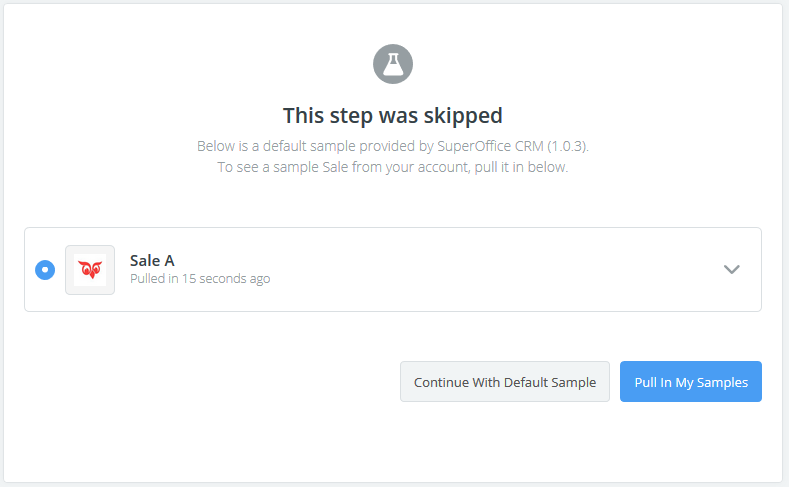 This step was skipped
Below is a default sample provided by SuperOffice CRM (1.0.3).
To see a sample Sale from your account, pull it in below.
Sale A
Pulled in 15 seconds ago
Continue With Default Sample
Pull In My Samples